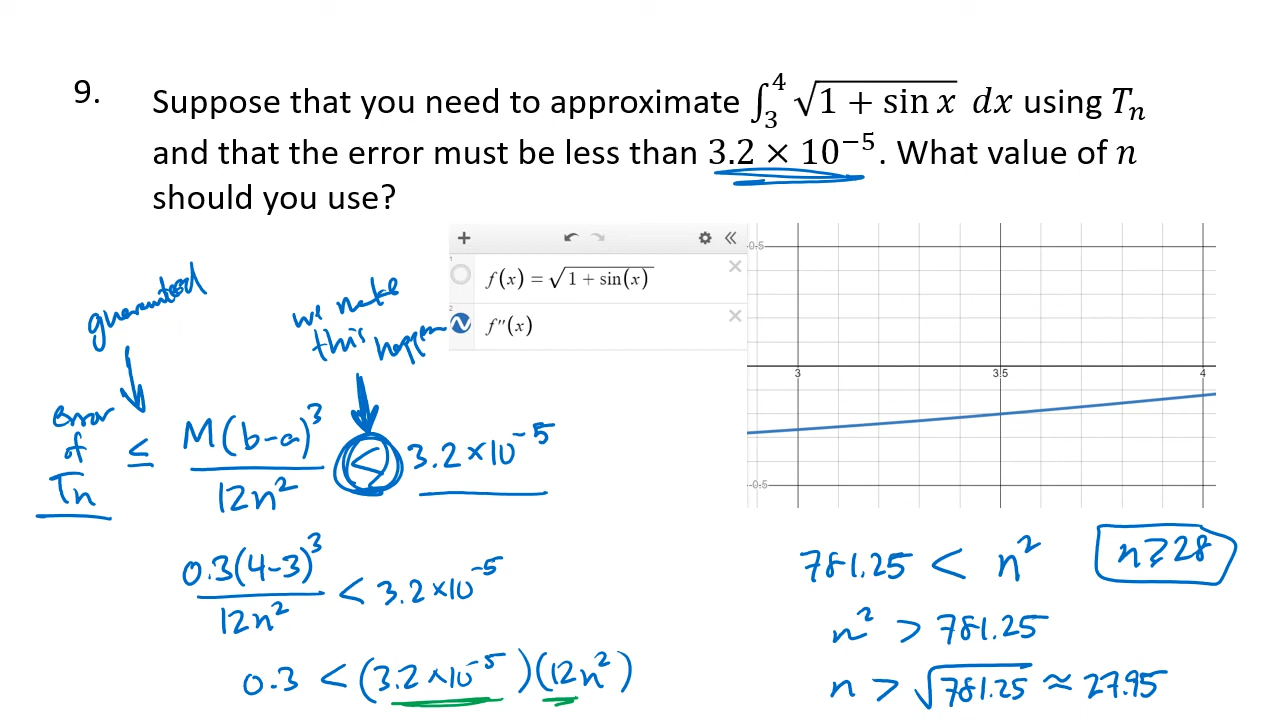 9. Suppose that you need to approximate ∫₃⁴ √(1 + sin x) dx using Tₙ
and that the error must be less than 3.2 × 10⁻⁵. What value of n
should you use?
1
f(x) = √(1 + sin(x))
2
f''(x)
0.5
3 3.5 4
-0.5
guaranteed
we make
this happen
error
of
Tn
≤ M(b-a)³/12n² < 3.2×10⁻⁵
0.3(4-3)³/12n² < 3.2×10⁻⁵
0.3 < (3.2×10⁻⁵)(12n²)
781.25 < n²
n² > 781.25
n > √781.25 ≈ 27.95
n ≥ 28